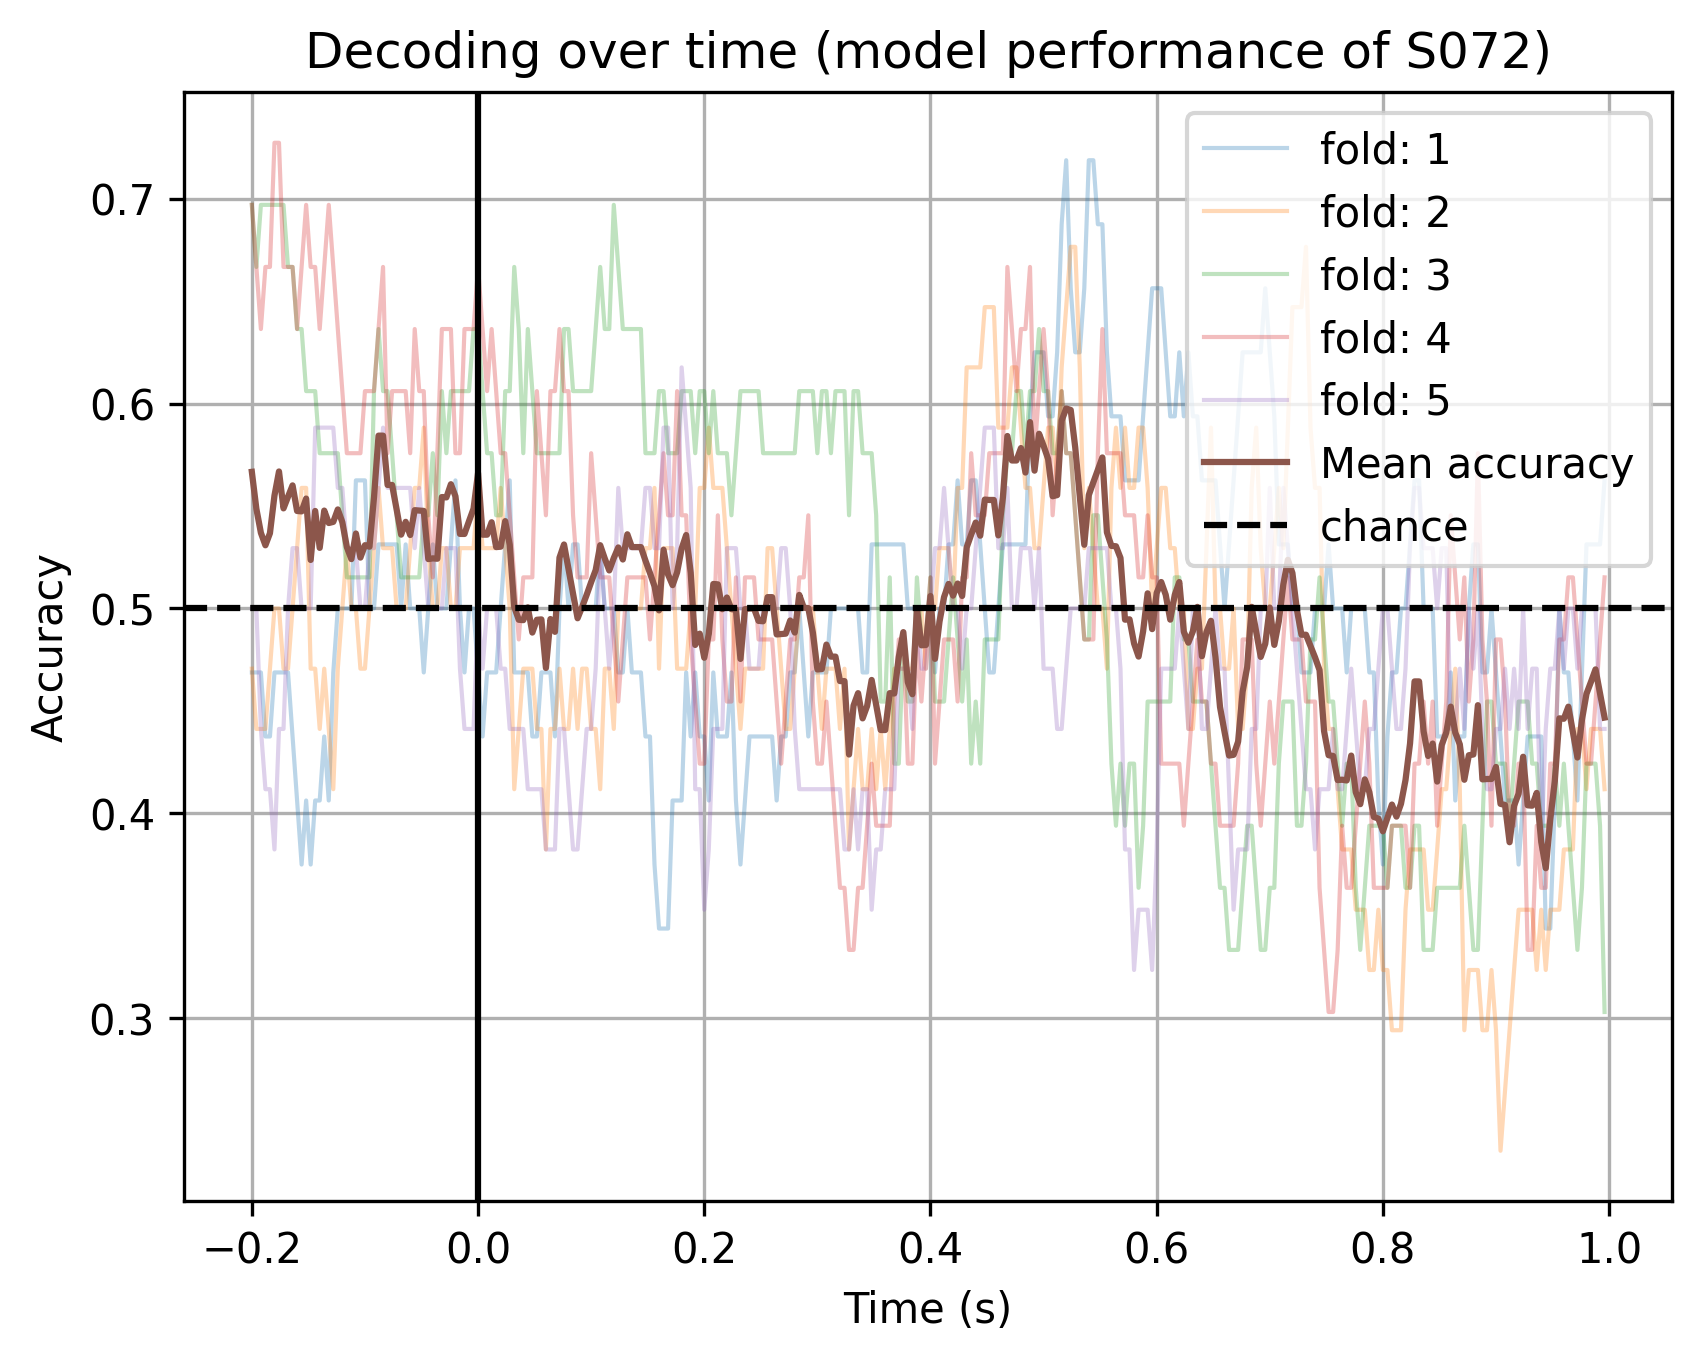 Decoding over time (model performance of S072)
fold: 1
fold: 2
fold: 3
fold: 4
fold: 5
Mean accuracy
chance
Accuracy
0.7
0.6
0.5
0.4
0.3
−0.2 0.0 0.2 0.4 0.6 0.8 1.0
Time (s)